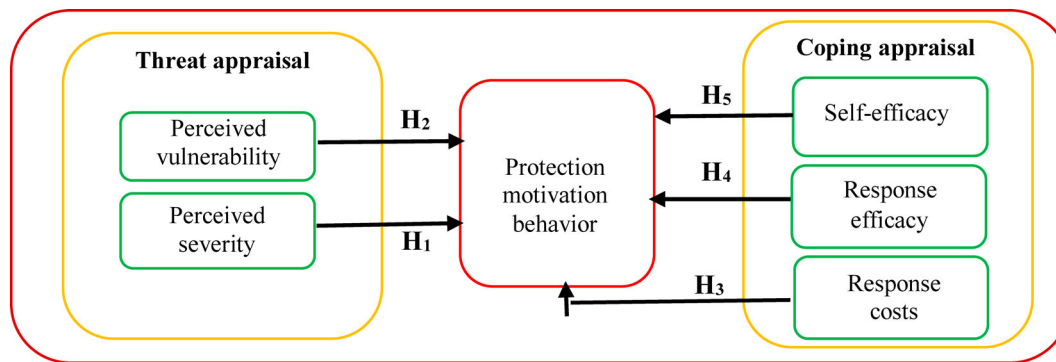 Threat appraisal
Perceived
vulnerability
Perceived
severity
H2
H1
Protection
motivation
behavior
Coping appraisal
H5
Self-efficacy
H4
Response
efficacy
H3
Response
costs